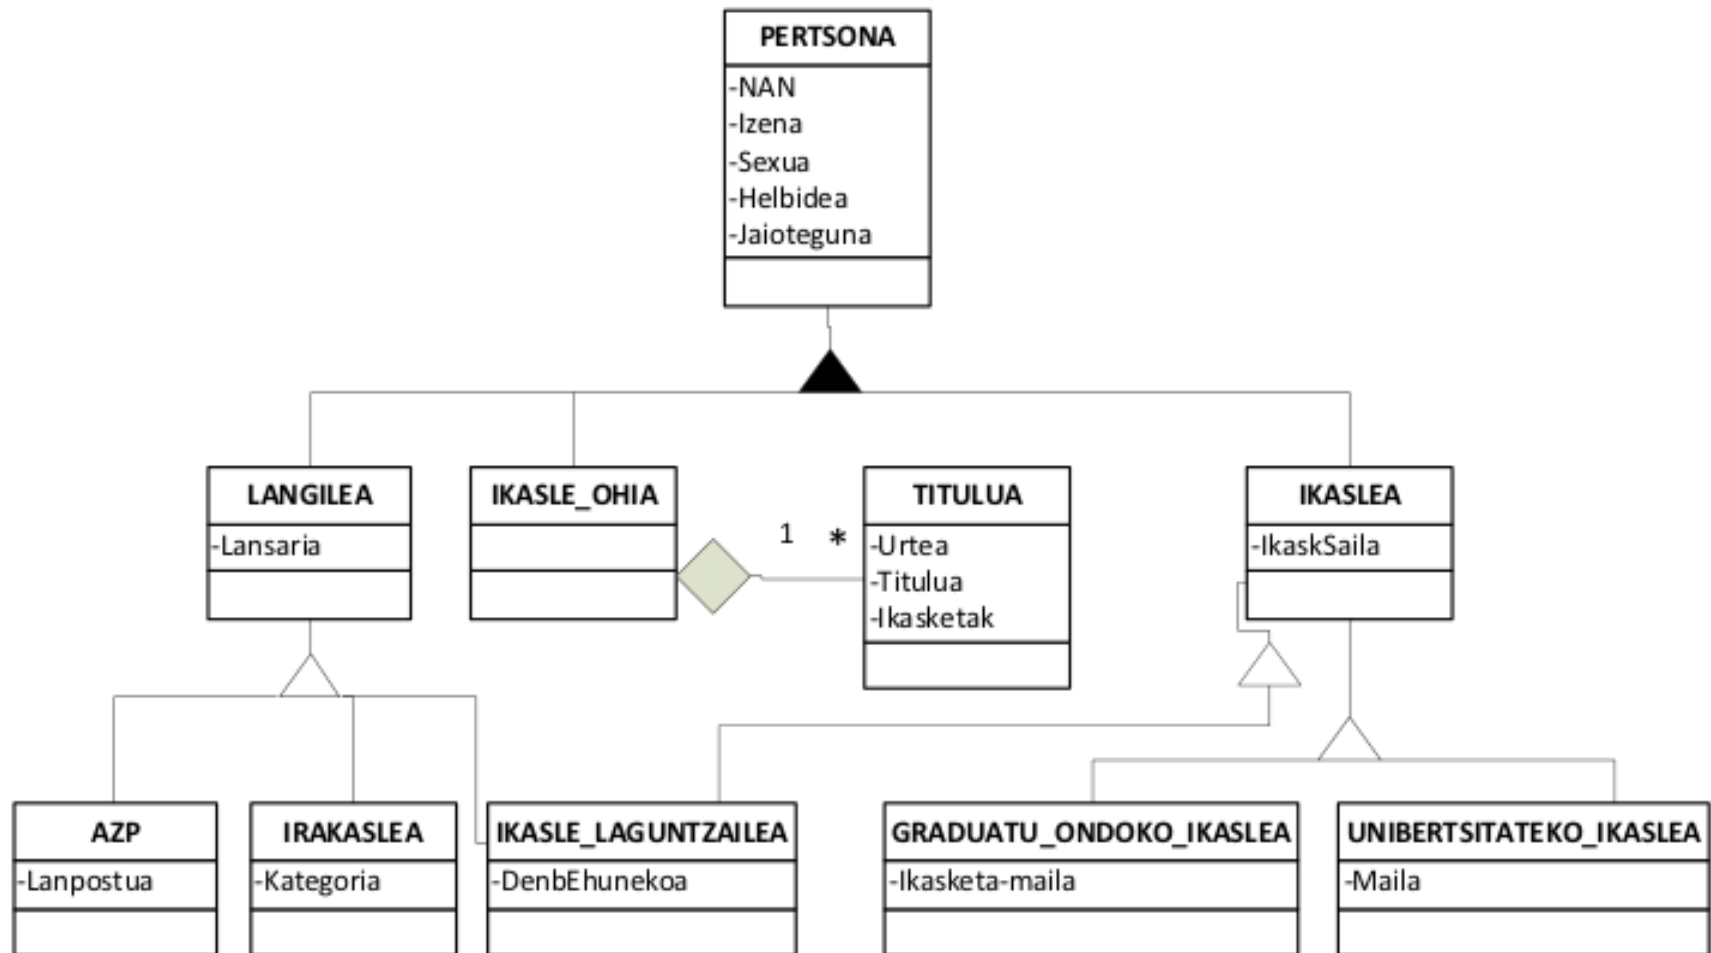 PERTSONA
-NAN
-Izena
-Sexua
-Helbidea
-Jaioteguna
LANGILEA
-Lansaria
IKASLE_OHIA
1 *
TITULUA
-Urtea
-Titulua
-Ikasketak
IKASLEA
-IkaskSaila
AZP
-Lanpostua
IRAKASLEA
-Kategoria
IKASLE_LAGUNTZAILEA
-DenbEhunekoa
GRADUATU_ONDOKO_IKASLEA
-Ikasketa-maila
UNIBERTSITATEKO_IKASLEA
-Maila